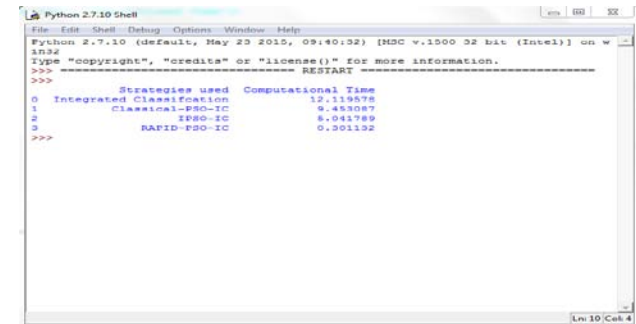 Python 2.7.10 Shell
File Edit Shell Debug Options Window Help
Python 2.7.10 (default, May 23 2015, 09:40:32) [MSC v.1500 32 bit (Intel)] on w
in32
Type "copyright", "credits" or "license()" for more information.
>>> ================================ RESTART ================================
>>>
Strategies used Computational Time
0 Integrated Classifcation 12.119578
1 Classical-PSO-IC 9.453087
2 IPSO-IC 6.041789
3 RAPID-PSO-IC 0.301132
>>>
Ln: 10 Col: 4